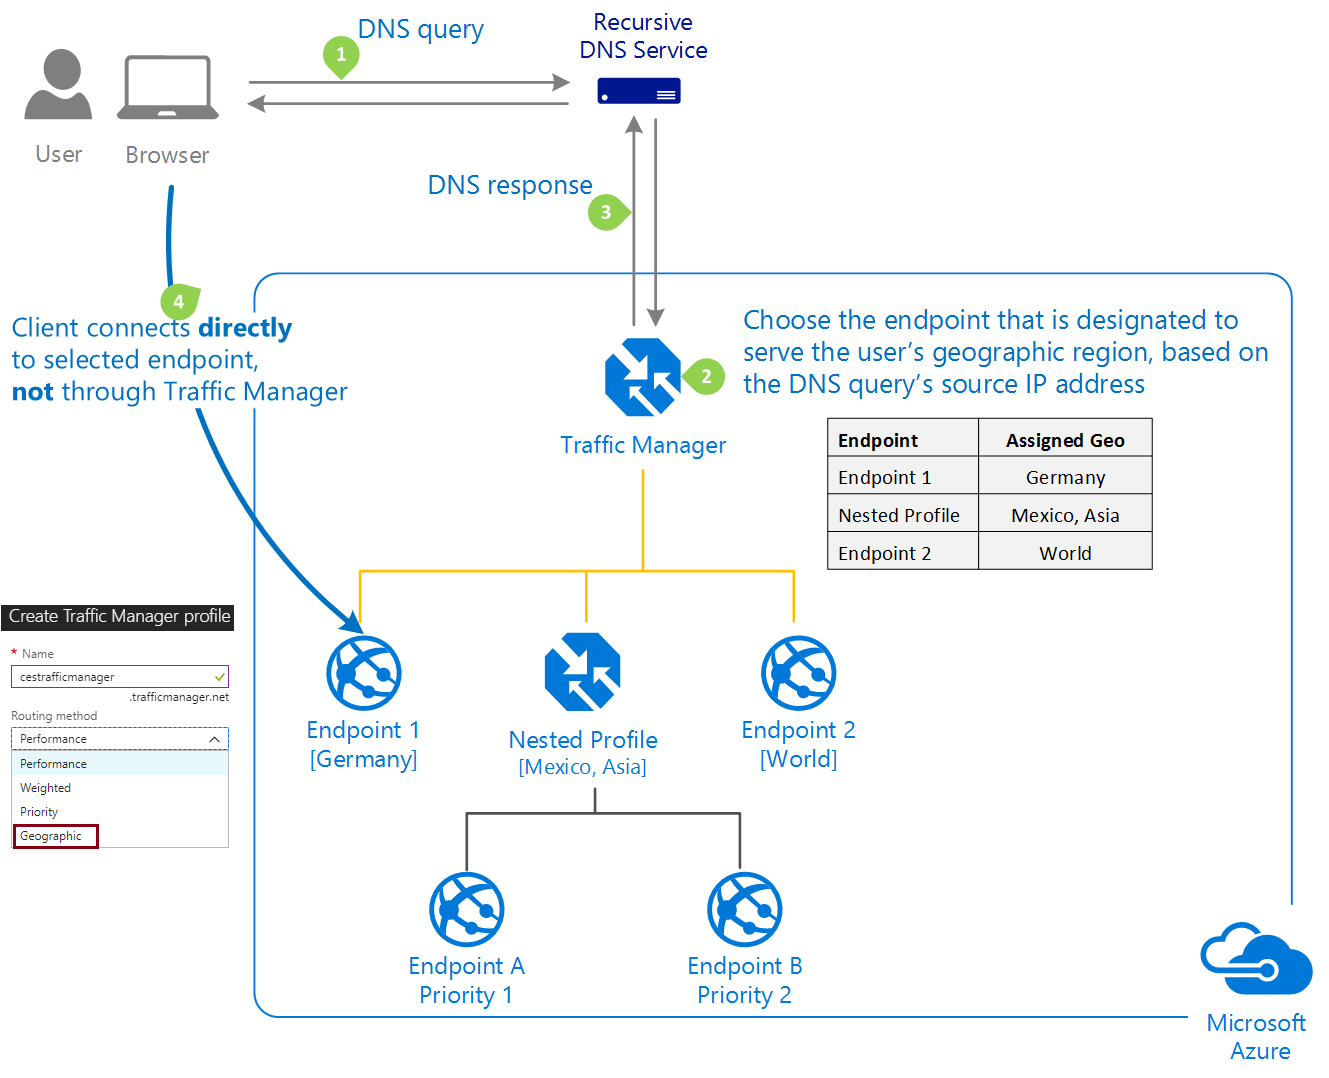 DNS query
1
Recursive
DNS Service
User
Browser
DNS response
3
4
Client connects directly
to selected endpoint,
not through Traffic Manager
2
Choose the endpoint that is designated to
serve the user's geographic region, based on
the DNS query's source IP address
Traffic Manager
Endpoint Assigned Geo
Endpoint 1 Germany
Nested Profile Mexico, Asia
Endpoint 2 World
Create Traffic Manager profile
* Name
cestrafficmanager
.trafficmanager.net
Routing method
Performance
Performance
Weighted
Priority
Geographic
Endpoint 1
[Germany]
Nested Profile
[Mexico, Asia]
Endpoint 2
[World]
Endpoint A
Priority 1
Endpoint B
Priority 2
Microsoft
Azure